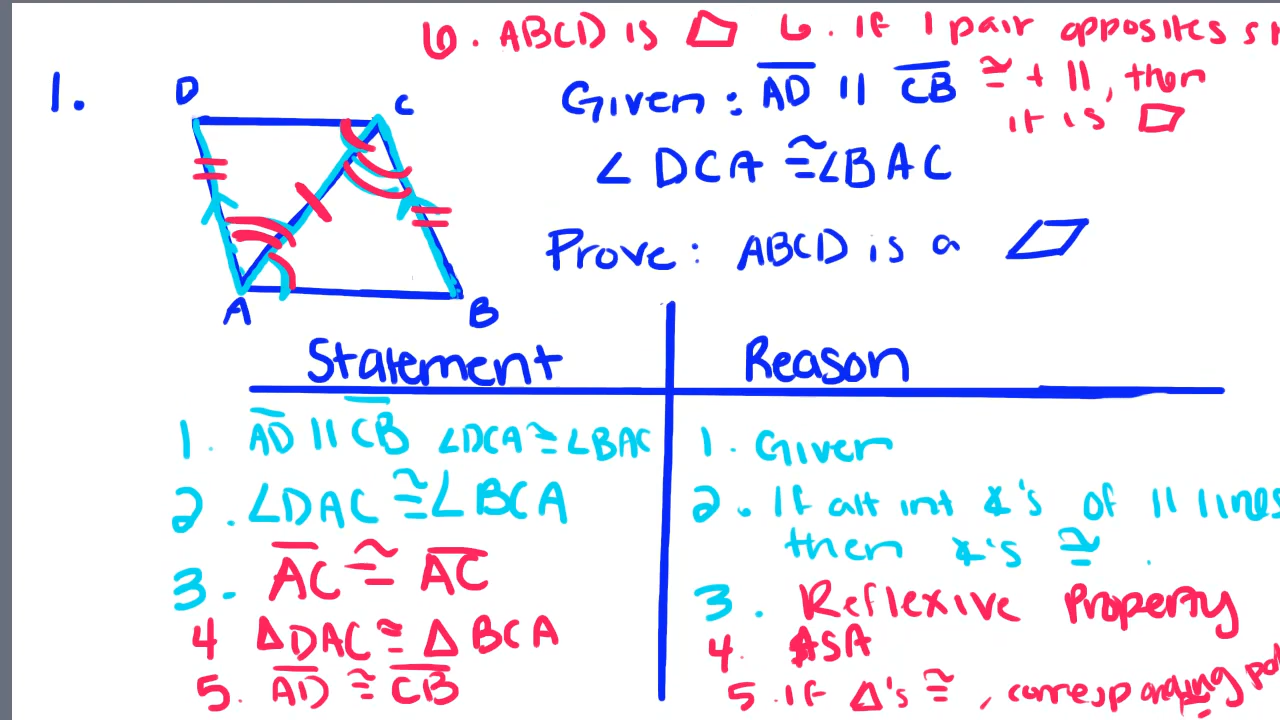 6. ABCD is ▱ 6. If 1 pair opposites
≅ + ||, then
it is ▱
1.
D
C
A
B
Given: AD || CB
∠DCA ≅ ∠BAC
Prove: ABCD is a ▱
Statement
Reason
1. AD || CB ∠DCA ≅ ∠BAC
1. Given
2. ∠DAC ≅ ∠BCA
2. If alt int ∡'s of || lines
then ∡'s ≅.
3. AC ≅ AC
3. Reflexive Property
4 ΔDAC ≅ ΔBCA
4. ASA
5. AD ≅ CB
5. If Δ's ≅, corresponding